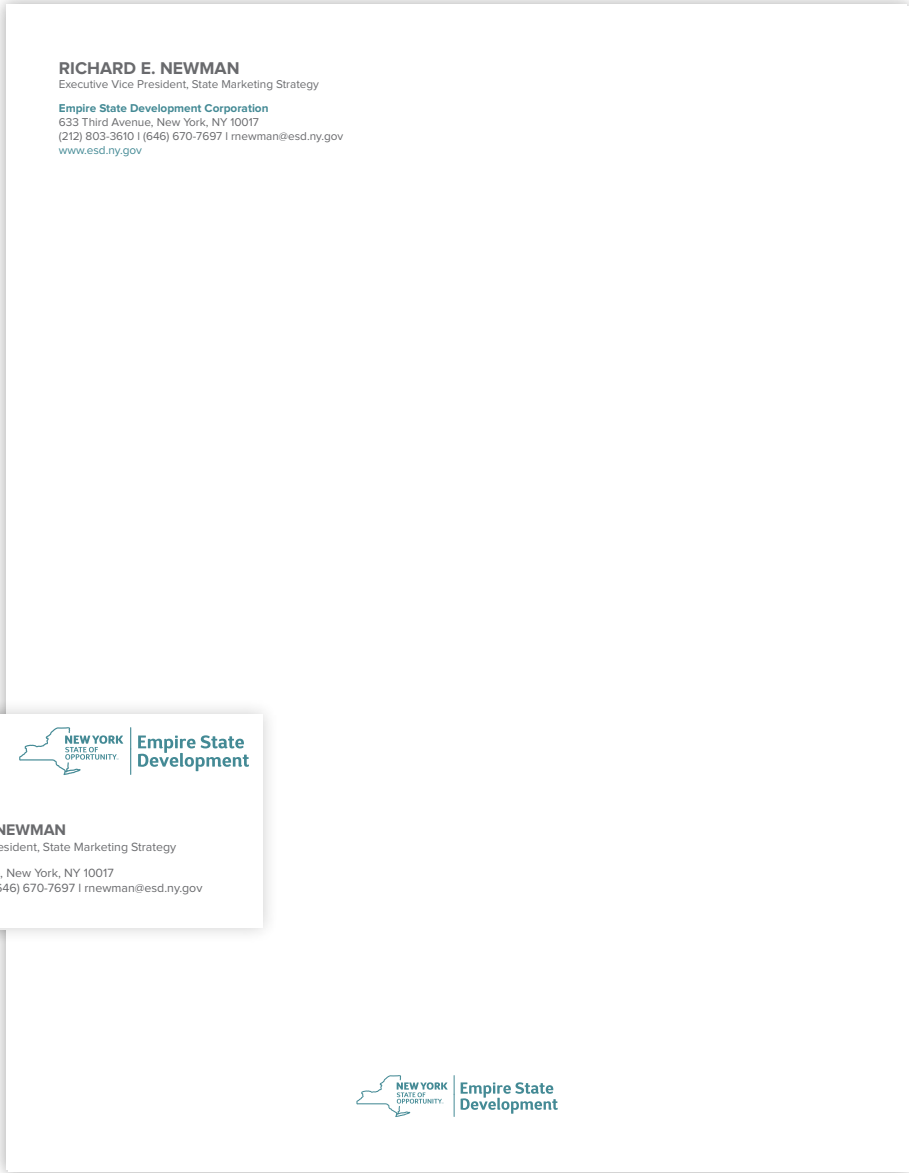 RICHARD E. NEWMAN
Executive Vice President, State Marketing Strategy
Empire State Development Corporation
633 Third Avenue, New York, NY 10017
(212) 803-3610 | (646) 670-7697 | rnewman@esd.ny.gov
www.esd.ny.gov
NEW YORK
STATE OF
OPPORTUNITY.
Empire State
Development
NEWMAN
esident, State Marketing Strategy
, New York, NY 10017
646) 670-7697 | rnewman@esd.ny.gov
NEW YORK
STATE OF
OPPORTUNITY.
Empire State
Development